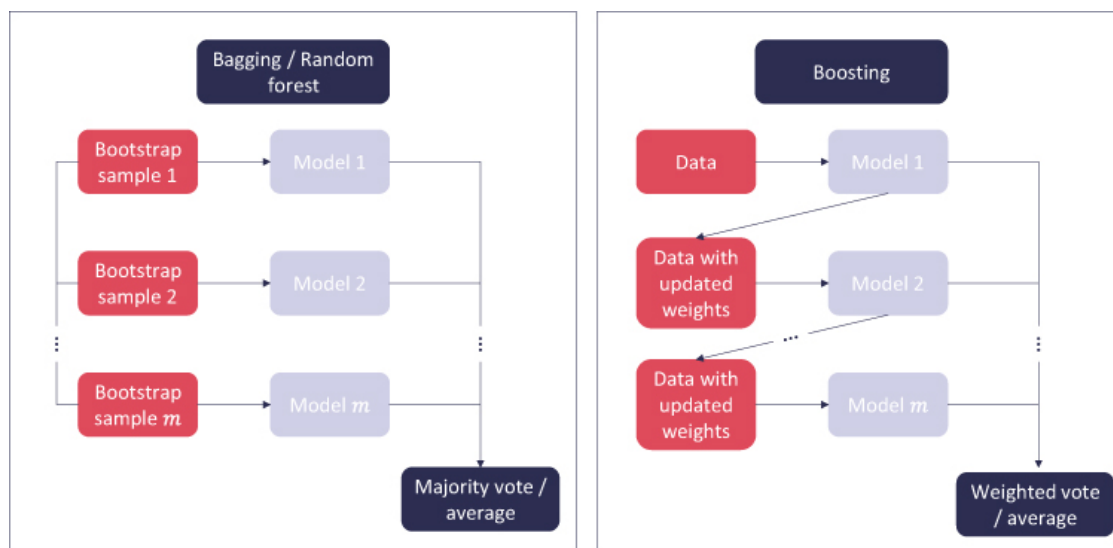 Bagging / Random
forest
Bootstrap
sample 1
Model 1
Bootstrap
sample 2
Model 2
...
...
Bootstrap
sample m
Model m
Majority vote /
average
Boosting
Data
Model 1
Data with
updated
weights
Model 2
...
...
Data with
updated
weights
Model m
Weighted vote
/ average